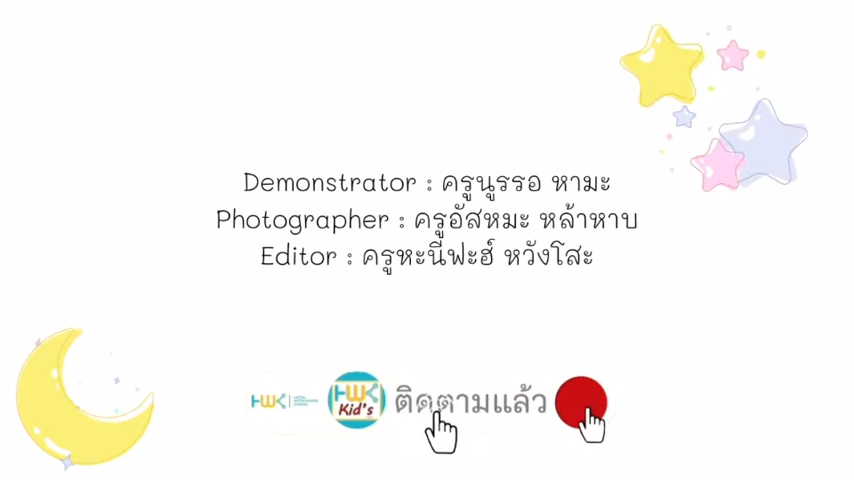 Demonstrator : ครูนูรรอ หามะ
Photographer : ครูอัสหมะ หล้าหาบ
Editor : ครูหะนีฟะฮ์ หวังโสะ
HWK
HWK Kid's
ติดตามแล้ว